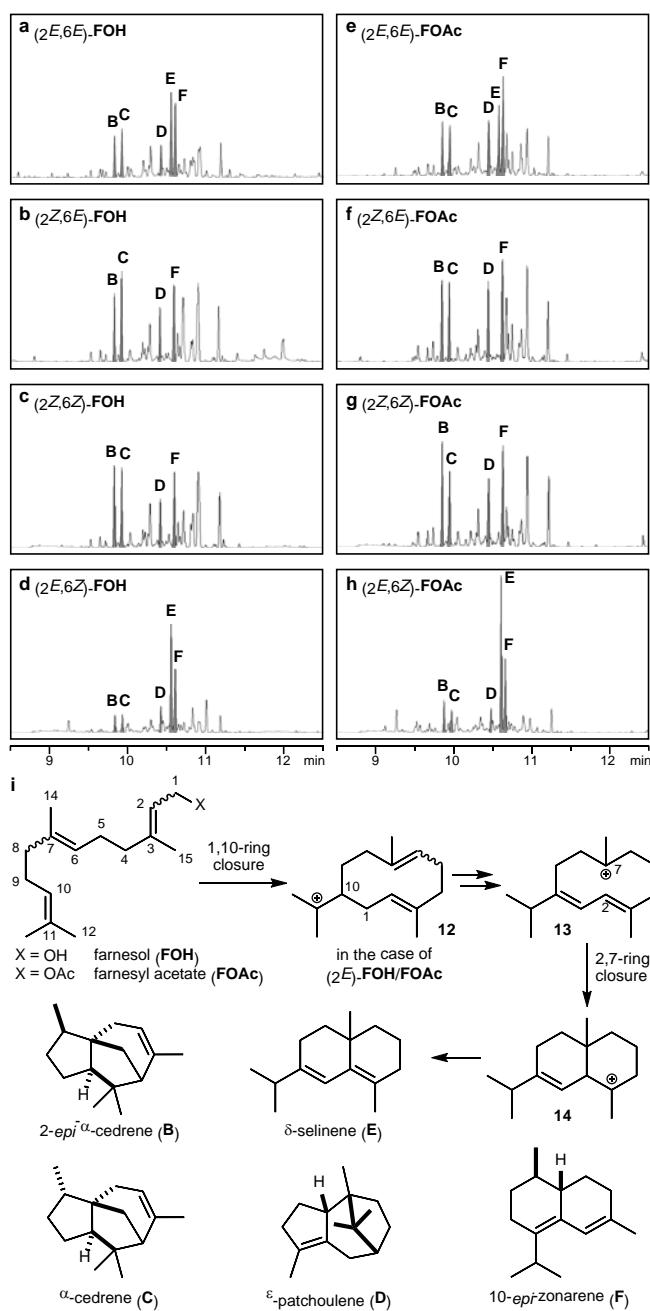 a (2E,6E)-FOH
B
C
D
E
F
e (2E,6E)-FOAc
B
C
D
E
F
b (2Z,6E)-FOH
B
C
D
F
f (2Z,6E)-FOAc
B
C
D
F
c (2Z,6Z)-FOH
B
C
D
F
g (2Z,6Z)-FOAc
B
C
D
F
d (2E,6Z)-FOH
B
C
D
E
F
h (2E,6Z)-FOAc
B
C
D
E
F
9 10 11 12 min
9 10 11 12 min
i
14
8
7
6
5
4
3
2
1
X
15
9
10
11
12
X = OH farnesol (FOH)
X = OAc farnesyl acetate (FOAc)
1,10-ring
closure
10
1
12
in the case of
(2E)-FOH/FOAc
7
2
13
2,7-ring
closure
14
H
2-epi-α-cedrene (B)
δ-selinene (E)
H
α-cedrene (C)
H
ε-patchoulene (D)
H
10-epi-zonarene (F)